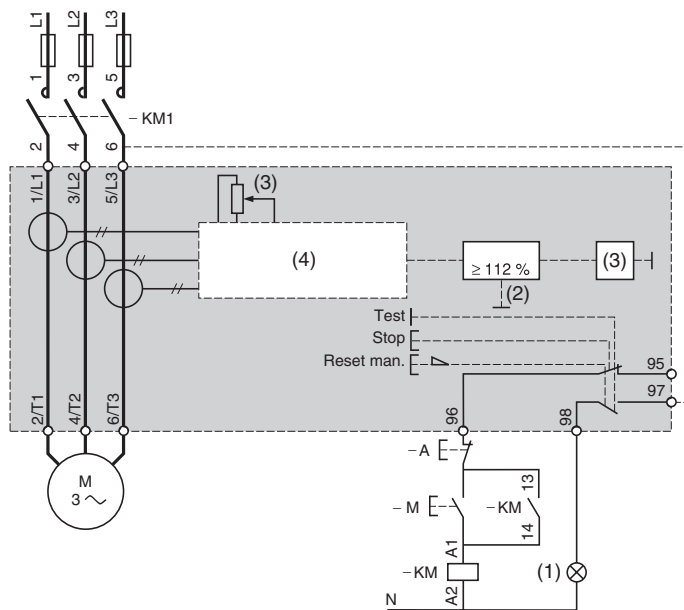 L1 L2 L3
1 3 5
– KM1
2 4 6
1/L1 3/L2 5/L3
(3)
(4)
≥ 112 %
(3)
(2)
Test
Stop
Reset man.
95
97
2/T1 4/T2 6/T3
96 98
– A
M
3
13
– M
– KM
14
A1
– KM
(1)
A2
N